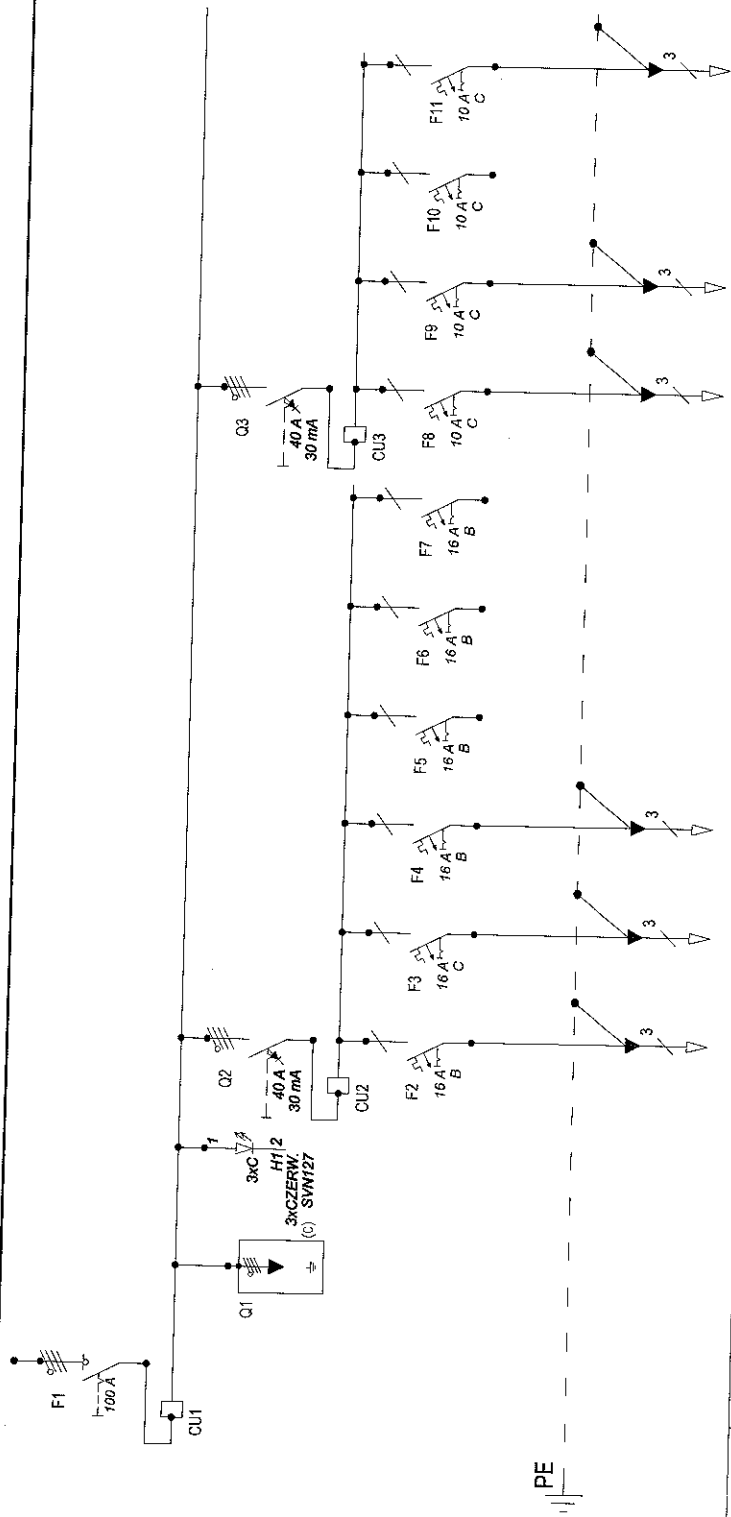 F1
100 A
CU1
Q1
(C)
3xC
1
H1 2
3xCZERW.
SVN127
Q2
40 A
30 mA
CU2
Q3
40 A
30 mA
CU3
F2
16 A
B
F3
16 A
C
F4
16 A
B
F5
16 A
B
F6
16 A
B
F7
16 A
B
F8
10 A
C
F9
10 A
C
F10
10 A
C
F11
10 A
C
PE
3
3
3
3
3
3